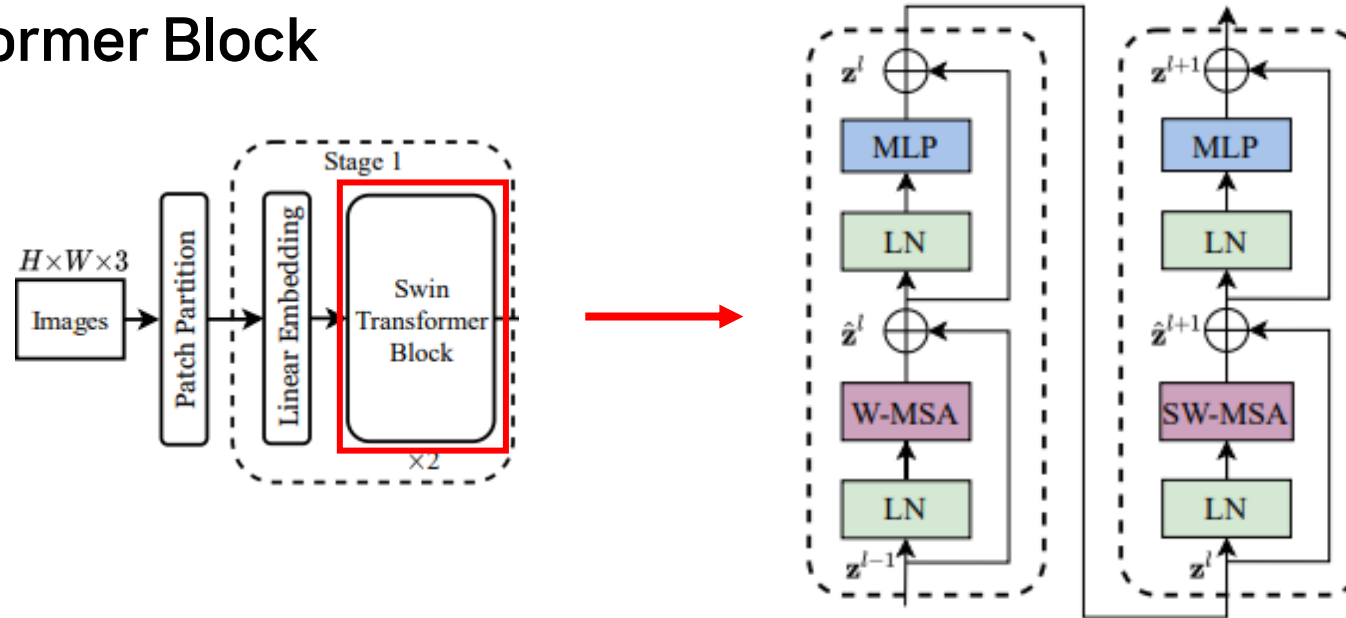 ormer Block
Stage 1
H×W×3
Images
Patch Partition
Linear Embedding
Swin
Transformer
Block
×2
z^l
MLP
LN
ẑ^l
W-MSA
LN
z^{l-1}
z^{l+1}
MLP
LN
ẑ^{l+1}
SW-MSA
LN
z^l